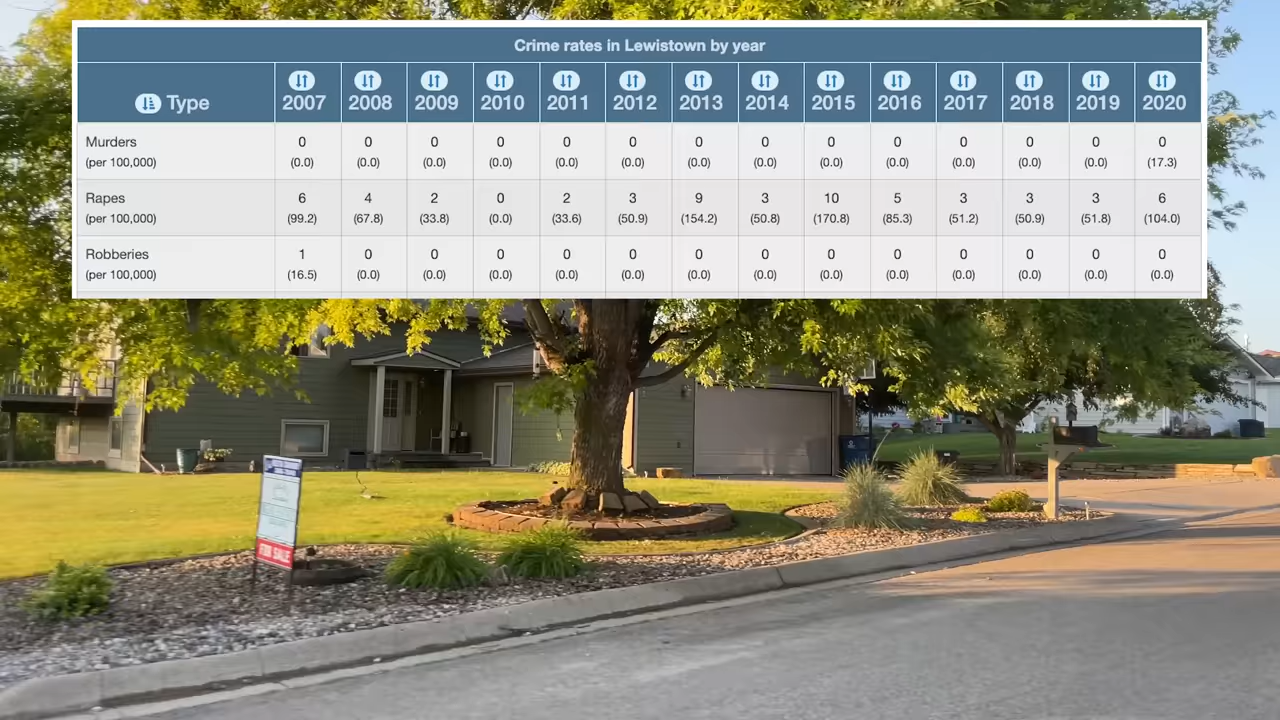 Crime rates in Lewistown by year
Type 2007 2008 2009 2010 2011 2012 2013 2014 2015 2016 2017 2018 2019 2020
Murders 0 0 0 0 0 0 0 0 0 0 0 0 0 0
(per 100,000) (0.0) (0.0) (0.0) (0.0) (0.0) (0.0) (0.0) (0.0) (0.0) (0.0) (0.0) (0.0) (0.0) (17.3)
Rapes 6 4 2 0 2 3 9 3 10 5 3 3 3 6
(per 100,000) (99.2) (67.8) (33.8) (0.0) (33.6) (50.9) (154.2) (50.8) (170.8) (85.3) (51.2) (50.9) (51.8) (104.0)
Robberies 1 0 0 0 0 0 0 0 0 0 0 0 0 0
(per 100,000) (16.5) (0.0) (0.0) (0.0) (0.0) (0.0) (0.0) (0.0) (0.0) (0.0) (0.0) (0.0) (0.0) (0.0)
FOR SALE